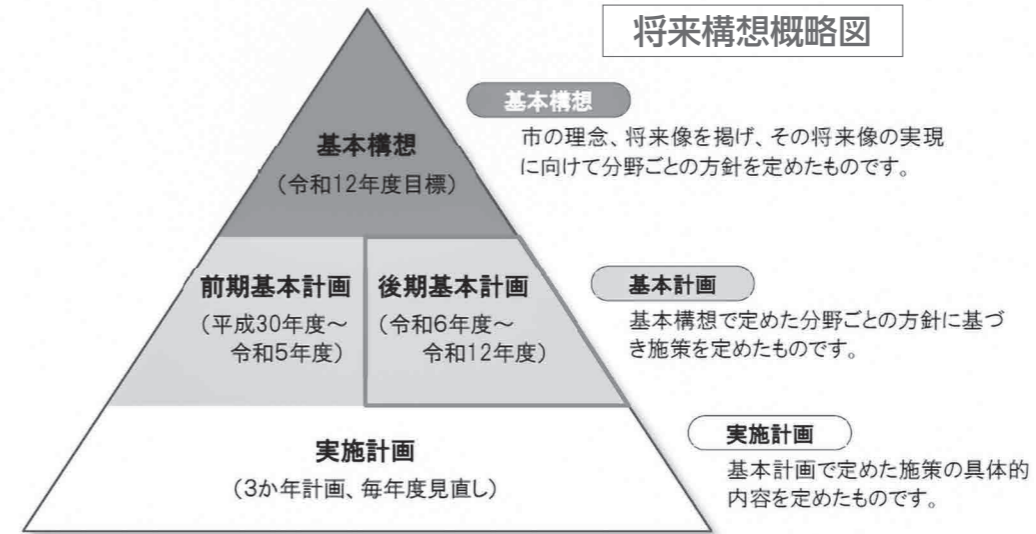 将来構想概略図
基本構想
（令和12年度目標）
基本構想
市の理念、将来像を掲げ、その将来像の実現
に向けて分野ごとの方針を定めたものです。
前期基本計画
（平成30年度～
令和5年度）
後期基本計画
（令和6年度～
令和12年度）
基本計画
基本構想で定めた分野ごとの方針に基づ
き施策を定めたものです。
実施計画
（3か年計画、毎年度見直し）
実施計画
基本計画で定めた施策の具体的
内容を定めたものです。